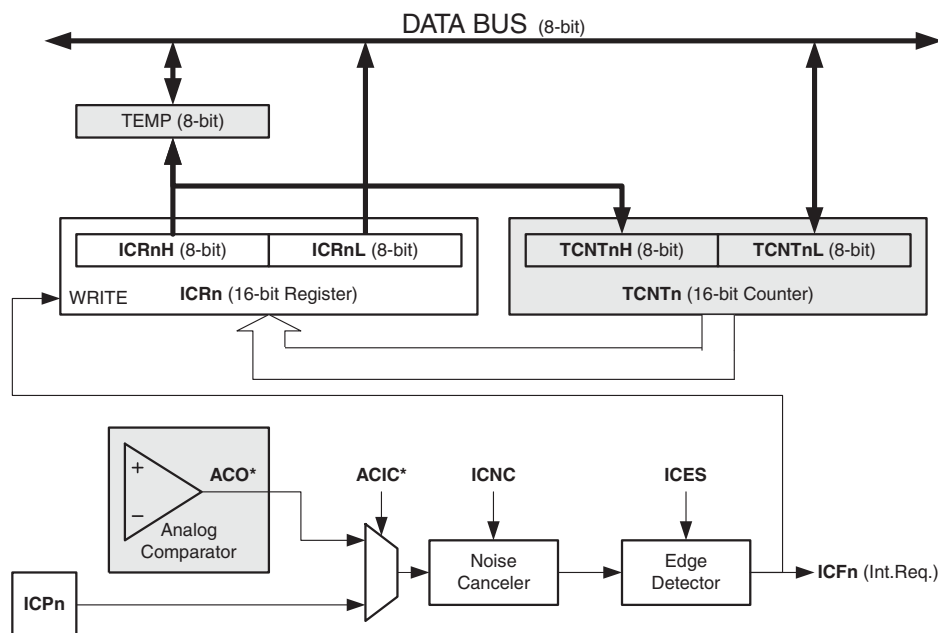 DATA BUS (8-bit)
TEMP (8-bit)
ICRnH (8-bit)
ICRnL (8-bit)
TCNTnH (8-bit)
TCNTnL (8-bit)
WRITE
ICRn (16-bit Register)
TCNTn (16-bit Counter)
+
−
ACO*
Analog
Comparator
ACIC*
ICNC
ICES
Noise
Canceler
Edge
Detector
ICFn (Int.Req.)
ICPn